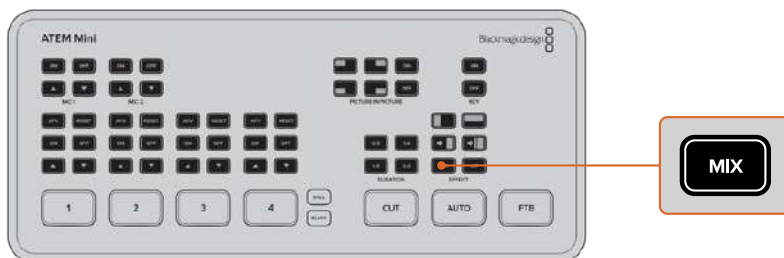 ATEM Mini
Blackmagicdesign
ON OFF ON OFF ON ON
MIC 1 MIC 2 PICTURE IN PICTURE OFF KEY OFF
AFV RESET AFV RESET AFV RESET AFV RESET
ON OFF ON OFF ON OFF ON OFF
DURATION EFFECT
MIX
1 2 3 4 STILL BLACK CUT AUTO FTB